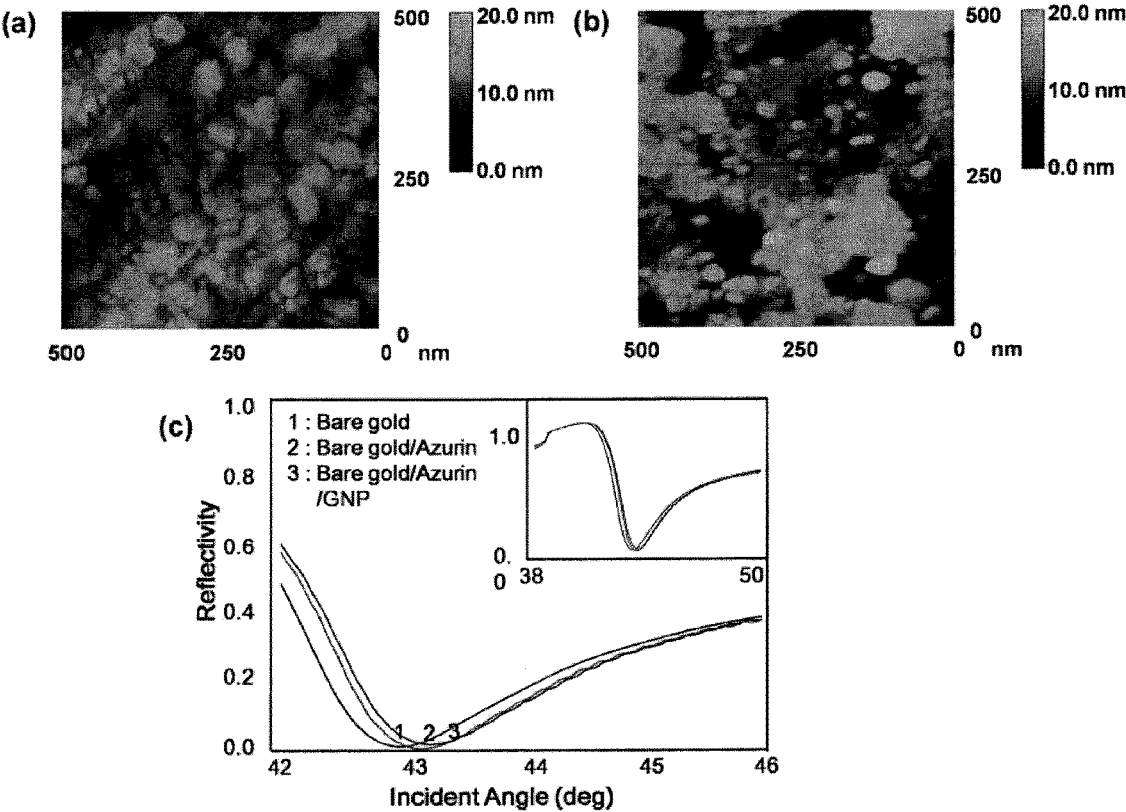 (a)
500
250
0
500
250
0 nm
20.0 nm
10.0 nm
0.0 nm
(b)
500
250
0
500
250
0 nm
20.0 nm
10.0 nm
0.0 nm
(c)
1.0
0.8
0.6
0.4
0.2
0.0
Reflectivity
1 : Bare gold
2 : Bare gold/Azurin
3 : Bare gold/Azurin
/GNP
1.0
0.
0
38
50
1 2 3
42
43
44
45
46
Incident Angle (deg)